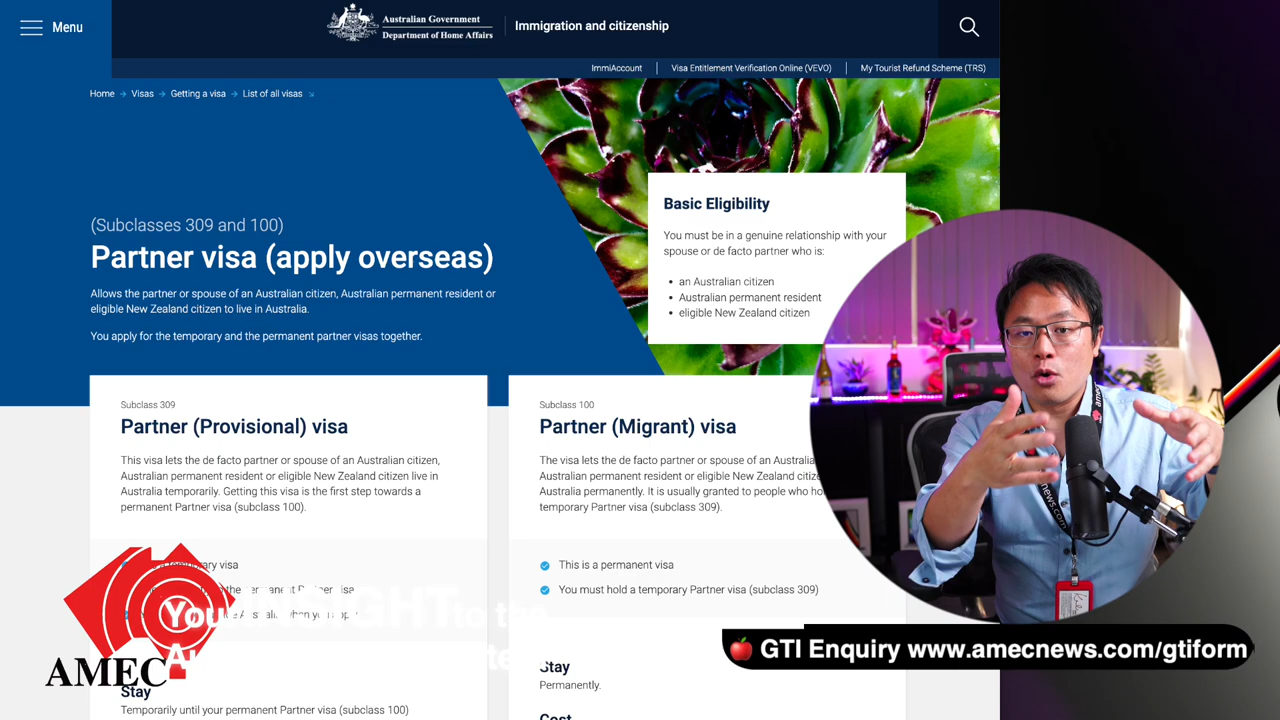 Menu
Australian Government
Department of Home Affairs
Immigration and citizenship
ImmiAccount
Visa Entitlement Verification Online (VEVO)
My Tourist Refund Scheme (TRS)
Home
Visas
Getting a visa
List of all visas
(Subclasses 309 and 100)
Partner visa (apply overseas)
Allows the partner or spouse of an Australian citizen, Australian permanent resident or
eligible New Zealand citizen to live in Australia.
You apply for the temporary and the permanent partner visas together.
Basic Eligibility
You must be in a genuine relationship with your
spouse or de facto partner who is:
an Australian citizen
Australian permanent resident
eligible New Zealand citizen
Subclass 309
Partner (Provisional) visa
This visa lets the de facto partner or spouse of an Australian citizen,
Australian permanent resident or eligible New Zealand citizen live in
Australia temporarily. Getting this visa is the first step towards a
permanent Partner visa (subclass 100).
visa
Stay
Temporarily until your permanent Partner visa (subclass 100)
Subclass 100
Partner (Migrant) visa
The visa lets the de facto partner or spouse of an
Australian permanent resident or eligible New Zealand
Australia permanently. It is usually granted to people who
temporary Partner visa (subclass 309).
This is a permanent visa
You must hold a temporary Partner visa (subclass 309)
Stay
Permanently.
Cost
AMEC
to the
GTI Enquiry www.amecnews.com/gtiform